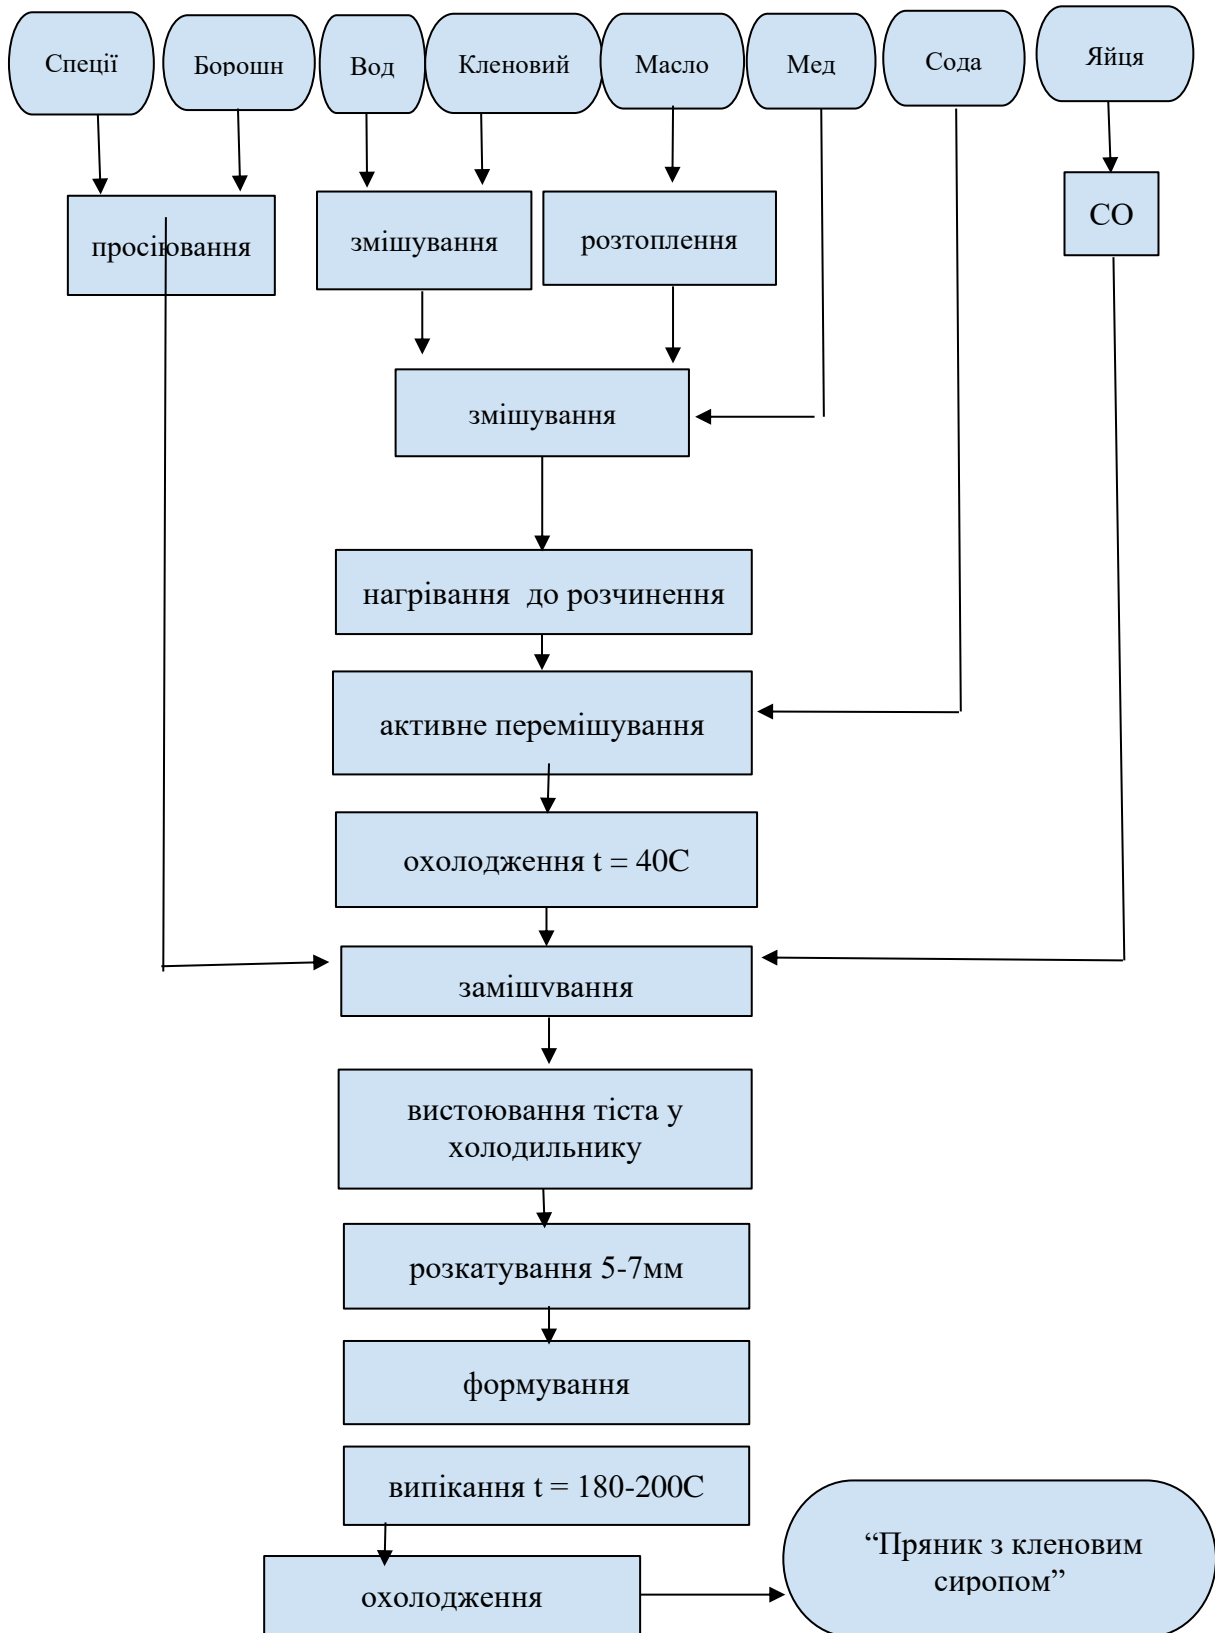 Спеції
Борошн
Вод
Кленовий
Масло
Мед
Сода
Яйця
просіювання
змішування
розтоплення
СО
змішування
нагрівання до розчинення
активне перемішування
охолодження t = 40С
замішування
вистоювання тіста у
холодильнику
розкатування 5-7мм
формування
випікання t = 180-200С
“Пряник з кленовим
сиропом”
охолодження